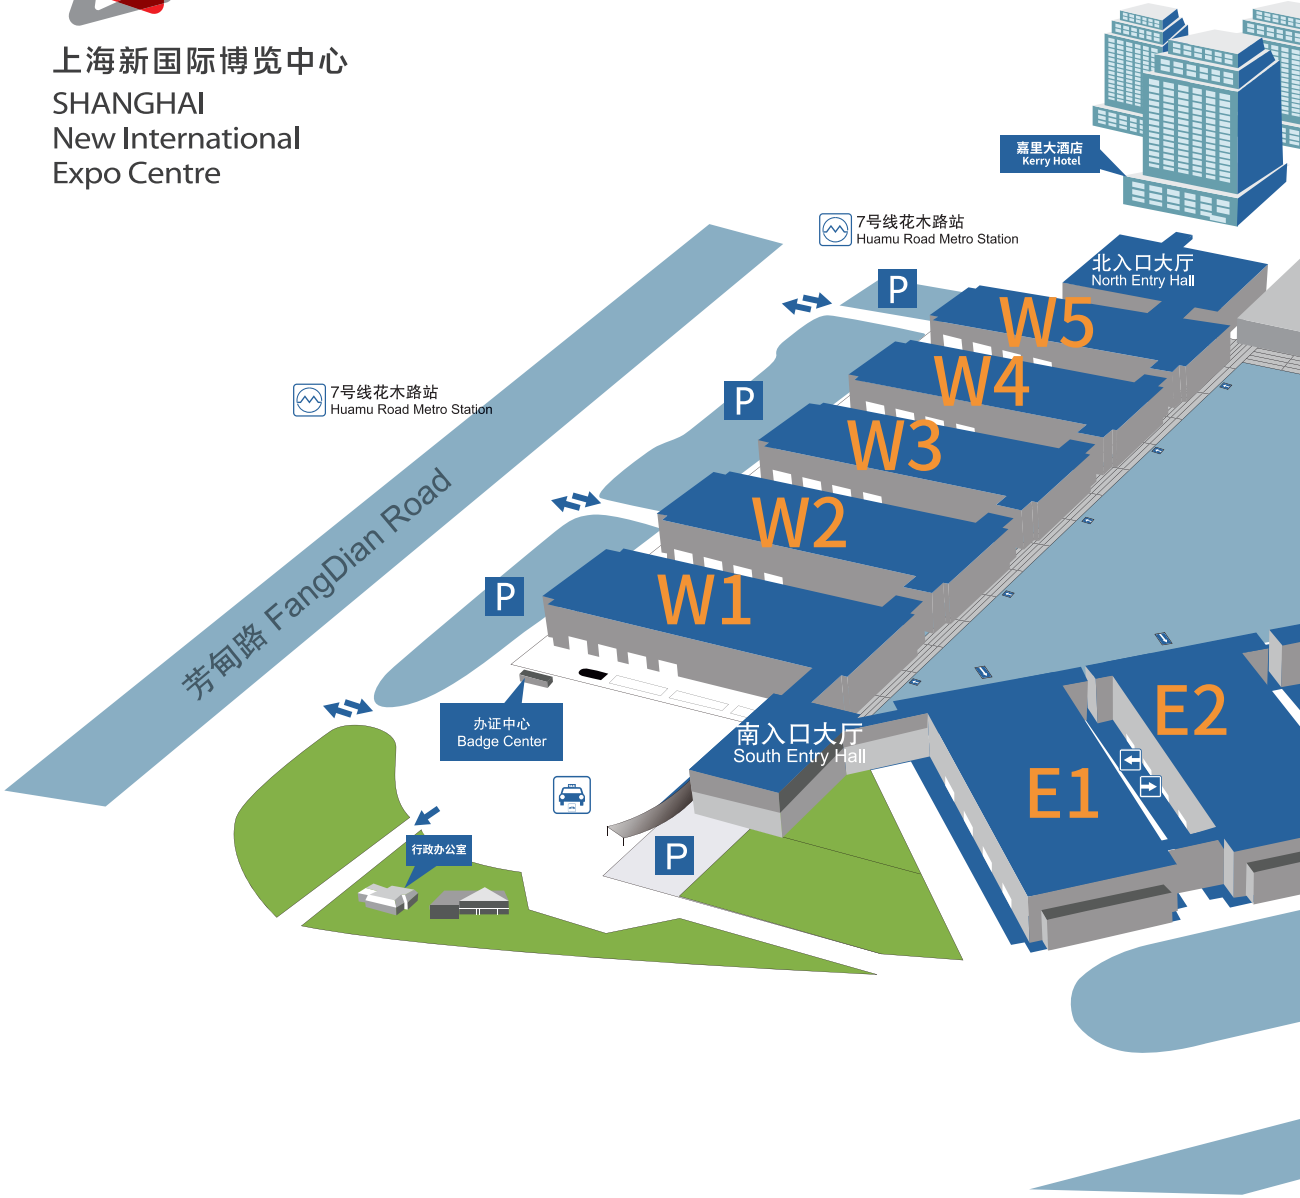 上海新国际博览中心
SHANGHAI
New International
Expo Centre
嘉里大酒店
Kerry Hotel
7号线花木路站
Huamu Road Metro Station
北入口大厅
North Entry Hall
P
W5
W4
7号线花木路站
Huamu Road Metro Station
P
W3
芳甸路 FangDian Road
W2
P
W1
办证中心
Badge Center
南入口大厅
South Entry Hall
E2
E1
行政办公室
P